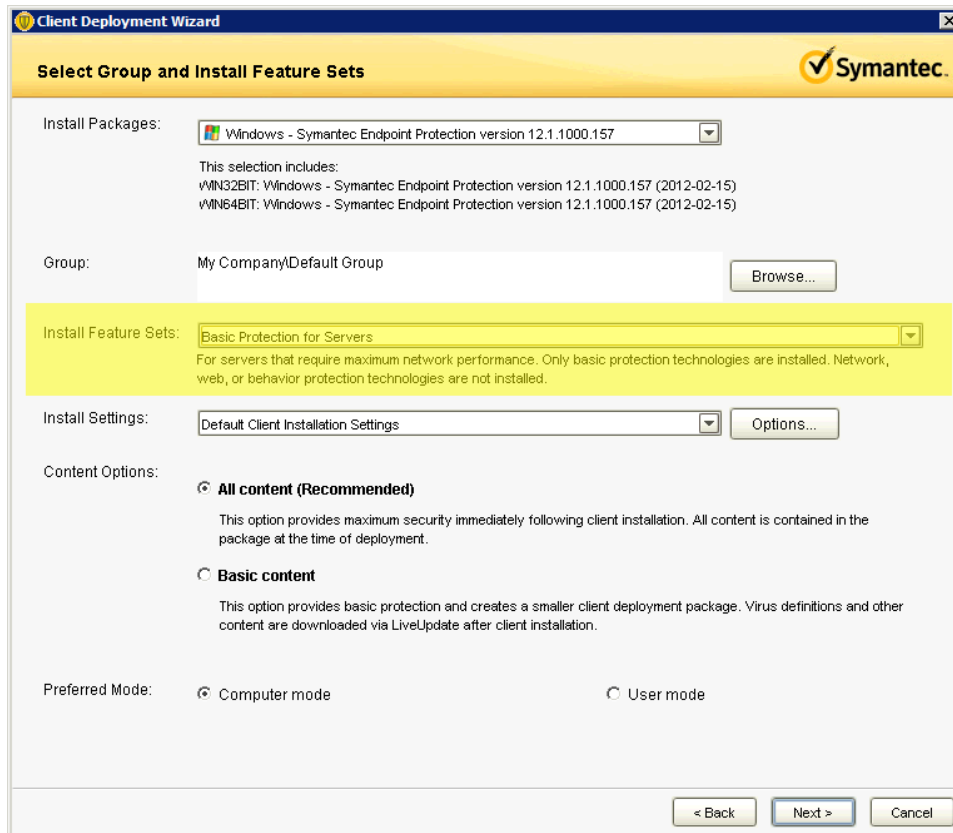 Client Deployment Wizard
Select Group and Install Feature Sets
Symantec.
Install Packages:
Windows - Symantec Endpoint Protection version 12.1.1000.157
This selection includes:
WIN32BIT: Windows - Symantec Endpoint Protection version 12.1.1000.157 (2012-02-15)
WIN64BIT: Windows - Symantec Endpoint Protection version 12.1.1000.157 (2012-02-15)
Group:
My Company\Default Group
Browse...
Install Feature Sets:
Basic Protection for Servers
For servers that require maximum network performance. Only basic protection technologies are installed. Network,
web, or behavior protection technologies are not installed.
Install Settings:
Default Client Installation Settings
Options...
Content Options:
All content (Recommended)
This option provides maximum security immediately following client installation. All content is contained in the
package at the time of deployment.
Basic content
This option provides basic protection and creates a smaller client deployment package. Virus definitions and other
content are downloaded via LiveUpdate after client installation.
Preferred Mode:
Computer mode
User mode
< Back
Next >
Cancel